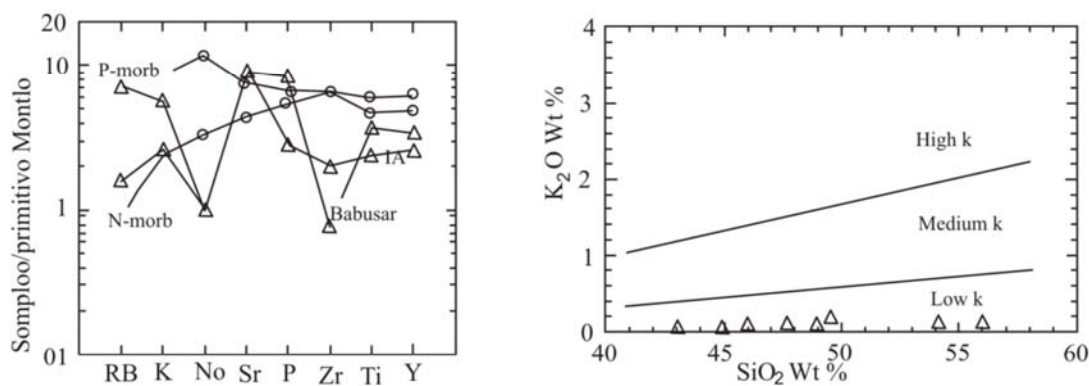 Somploo/primitivo Montlo
20
10
1
01
P-morb
N-morb
IA
Babusar
RB K No Sr P Zr Ti Y
K₂O Wt %
4
3
2
1
0
High k
Medium k
Low k
40 45 50 55 60
SiO₂ Wt %